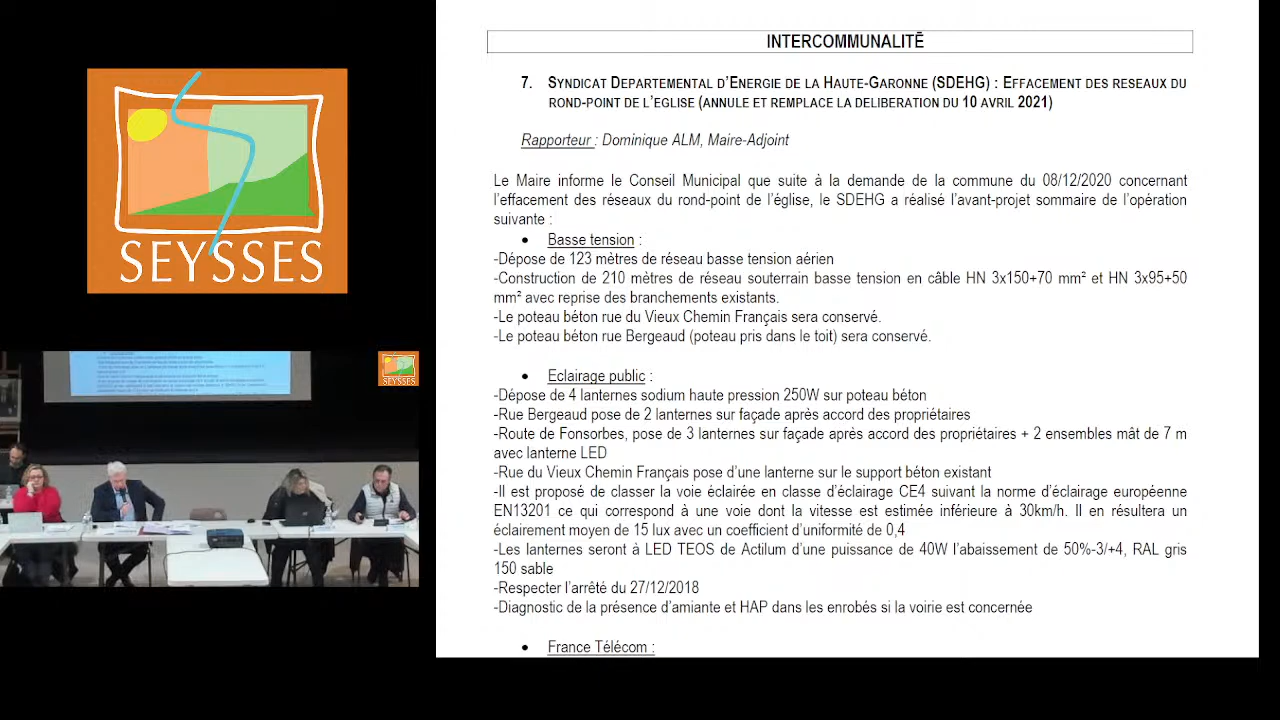 SEYSSES
SEYSSES
INTERCOMMUNALITÉ
7. SYNDICAT DEPARTEMENTAL D'ENERGIE DE LA HAUTE-GARONNE (SDEHG) : EFFACEMENT DES RESEAUX DU
ROND-POINT DE L'EGLISE (ANNULE ET REMPLACE LA DELIBERATION DU 10 AVRIL 2021)
Rapporteur : Dominique ALM, Maire-Adjoint
Le Maire informe le Conseil Municipal que suite à la demande de la commune du 08/12/2020 concernant
l'effacement des réseaux du rond-point de l'église, le SDEHG a réalisé l'avant-projet sommaire de l'opération
suivante :
• Basse tension :
-Dépose de 123 mètres de réseau basse tension aérien
-Construction de 210 mètres de réseau souterrain basse tension en câble HN 3x150+70 mm² et HN 3x95+50
mm² avec reprise des branchements existants.
-Le poteau béton rue du Vieux Chemin Français sera conservé.
-Le poteau béton rue Bergeaud (poteau pris dans le toit) sera conservé.
• Eclairage public :
-Dépose de 4 lanternes sodium haute pression 250W sur poteau béton
-Rue Bergeaud pose de 2 lanternes sur façade après accord des propriétaires
-Route de Fonsorbes, pose de 3 lanternes sur façade après accord des propriétaires + 2 ensembles mât de 7 m
avec lanterne LED
-Rue du Vieux Chemin Français pose d'une lanterne sur le support béton existant
-Il est proposé de classer la voie éclairée en classe d'éclairage CE4 suivant la norme d'éclairage européenne
EN13201 ce qui correspond à une voie dont la vitesse est estimée inférieure à 30km/h. Il en résultera un
éclairement moyen de 15 lux avec un coefficient d'uniformité de 0,4
-Les lanternes seront à LED TEOS de Actilum d'une puissance de 40W l'abaissement de 50%-3/+4, RAL gris
150 sable
-Respecter l'arrêté du 27/12/2018
-Diagnostic de la présence d'amiante et HAP dans les enrobés si la voirie est concernée
• France Télécom :